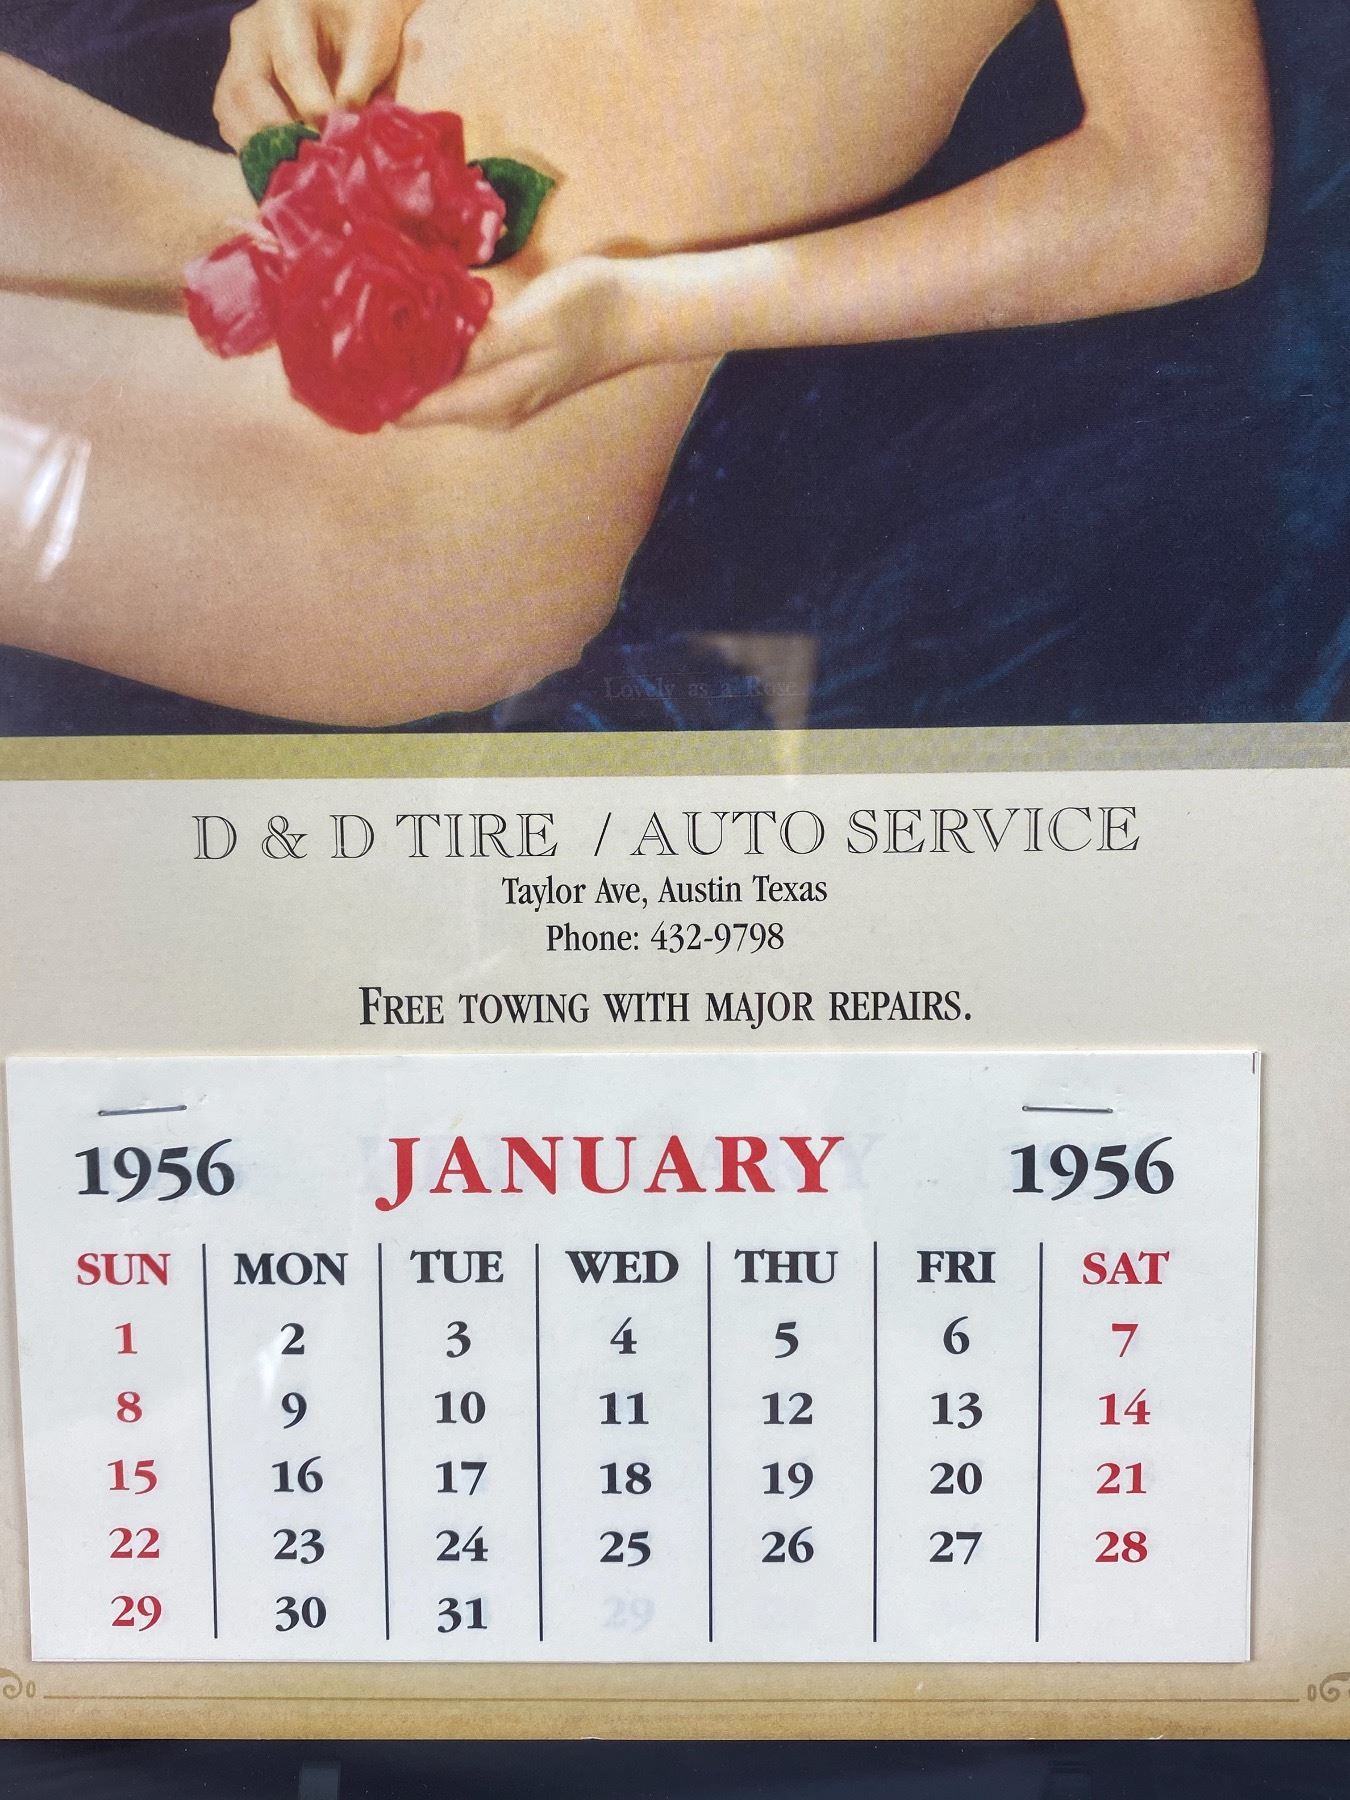 Lovely as a Rose
D & D TIRE / AUTO SERVICE
Taylor Ave, Austin Texas
Phone: 432-9798
FREE TOWING WITH MAJOR REPAIRS.
1956 JANUARY 1956
SUN MON TUE WED THU FRI SAT
1 2 3 4 5 6 7
8 9 10 11 12 13 14
15 16 17 18 19 20 21
22 23 24 25 26 27 28
29 30 31 29